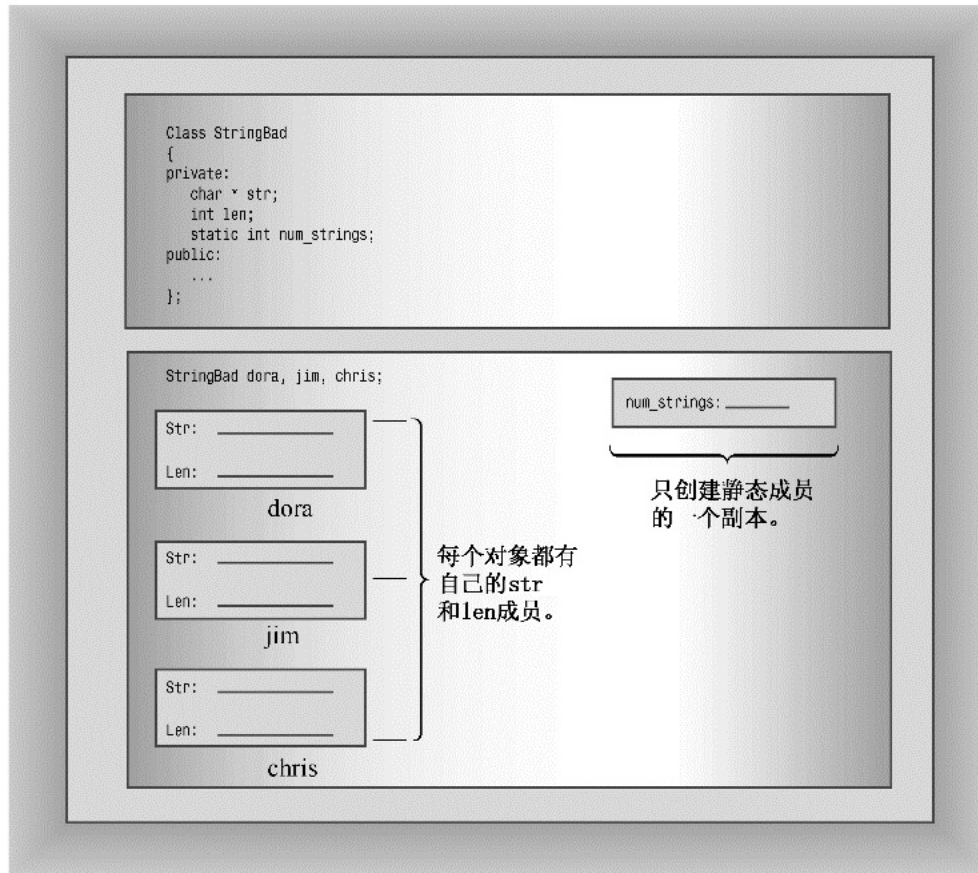 Class StringBad
{
private:
char * str;
int len;
static int num_strings;
public:
...
};
StringBad dora, jim, chris;
num_strings:
Str:
Len:
dora
只创建静态成员
的一个副本。
Str:
Len:
jim
每个对象都有
自己的str
和len成员。
Str:
Len:
chris